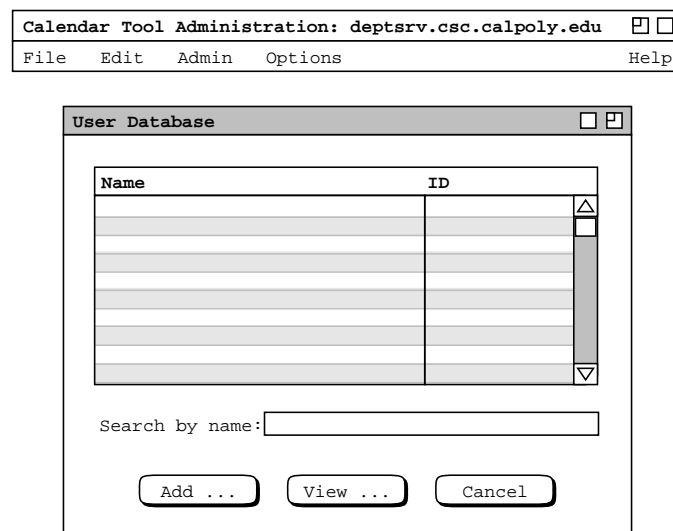 Calendar Tool Administration: deptsrv.csc.calpoly.edu
File Edit Admin Options Help
User Database
Name ID
Search by name:
Add ... View ... Cancel